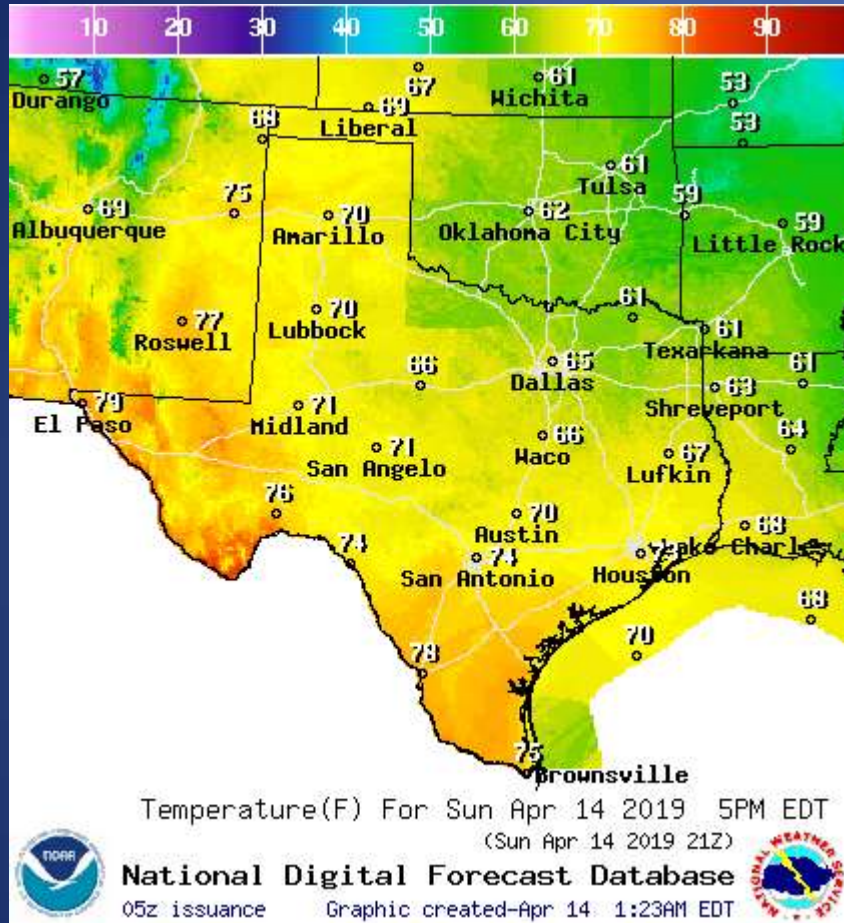 10 20 30 40 50 60 70 80 90
57
Durango
67
61
Wichita
53
69
Liberal
68
53
61
Tulsa
69
Albuquerque
75
70
Amarillo
62
Oklahoma City
59
59
Little Rock
77
Roswell
70
Lubbock
61
61
Texarkana
65
Dallas
66
63
Shreveport
61
79
El Paso
71
Midland
71
San Angelo
66
Waco
67
Lufkin
64
76
70
Austin
68
Lake Charles
74
74
San Antonio
Houston
68
70
78
75
Brownsville
Temperature(F) For Sun Apr 14 2019 5PM EDT
(Sun Apr 14 2019 21Z)
NOAA
National Digital Forecast Database
05z issuance Graphic created-Apr 14 1:23AM EDT
NATIONAL WEATHER SERVICE